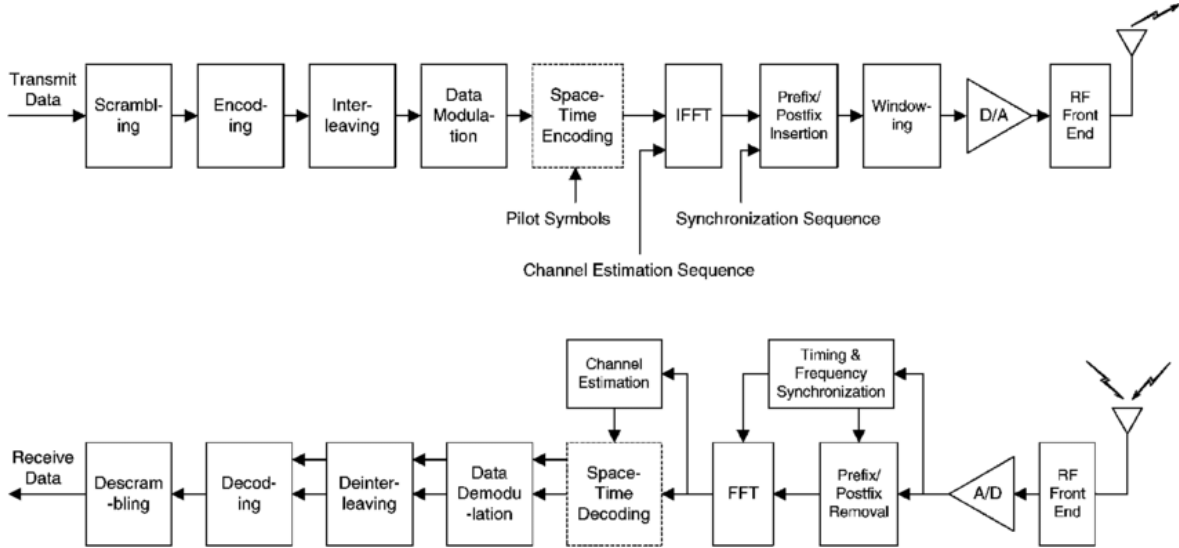 Transmit
Data
Scrambl-
ing
Encod-
ing
Inter-
leaving
Data
Modula-
tion
Space-
Time
Encoding
IFFT
Prefix/
Postfix
Insertion
Window-
ing
D/A
RF
Front
End
Pilot Symbols
Synchronization Sequence
Channel Estimation Sequence
Channel
Estimation
Timing &
Frequency
Synchronization
Receive
Data
Descram-
-bling
Decod-
ing
Deinter-
leaving
Data
Demodu
-lation
Space-
Time
Decoding
FFT
Prefix/
Postfix
Removal
A/D
RF
Front
End